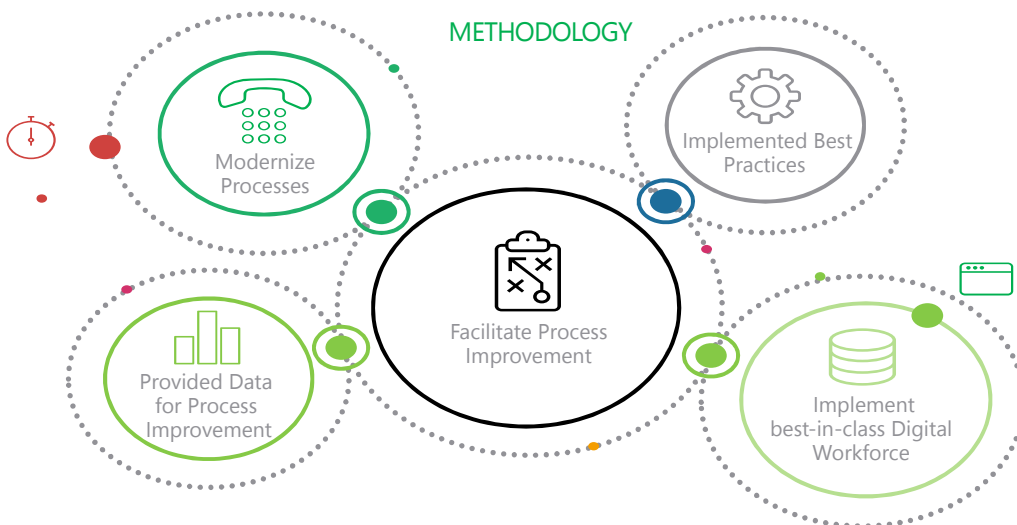 METHODOLOGY
Modernize
Processes
Implemented Best
Practices
Facilitate Process
Improvement
Provided Data
for Process
Improvement
Implement
best-in-class Digital
Workforce